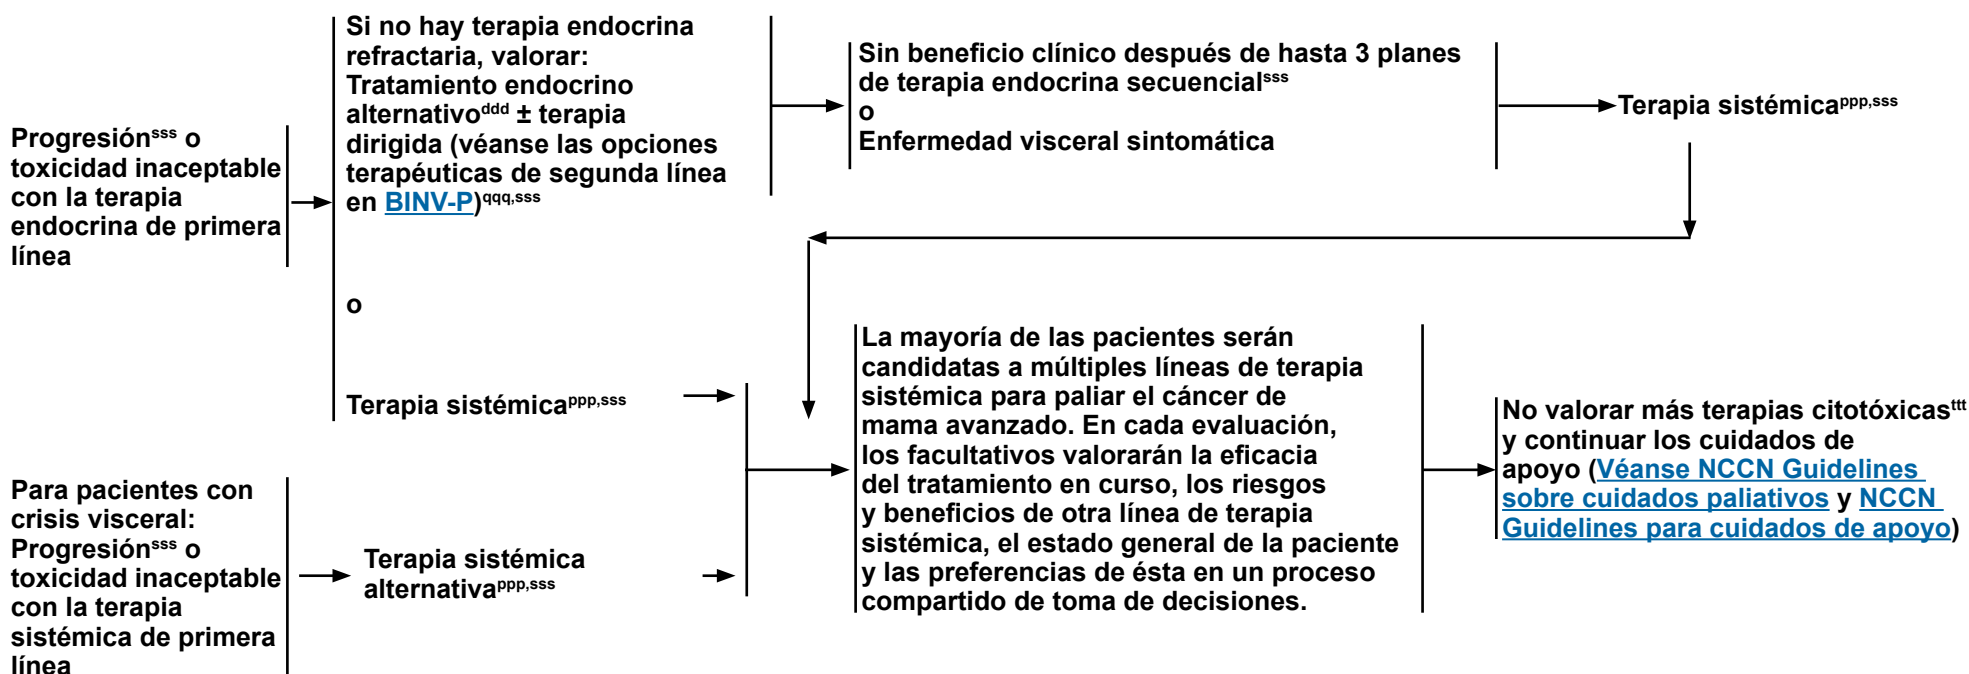 Progresiónˢˢˢ o
toxicidad inaceptable
con la terapia
endocrina de primera
línea
Si no hay terapia endocrina
refractaria, valorar:
Tratamiento endocrino
alternativoᵈᵈᵈ ± terapia
dirigida (véanse las opciones
terapéuticas de segunda línea
en BINV-P)qqq,sss
o
Terapia sistémicappp,sss
Sin beneficio clínico después de hasta 3 planes
de terapia endocrina secuencialˢˢˢ
o
Enfermedad visceral sintomática
Terapia sistémicappp,sss
Para pacientes con
crisis visceral:
Progresiónˢˢˢ o
toxicidad inaceptable
con la terapia
sistémica de primera
línea
Terapia sistémica
alternativappp,sss
La mayoría de las pacientes serán
candidatas a múltiples líneas de terapia
sistémica para paliar el cáncer de
mama avanzado. En cada evaluación,
los facultativos valorarán la eficacia
del tratamiento en curso, los riesgos
y beneficios de otra línea de terapia
sistémica, el estado general de la paciente
y las preferencias de ésta en un proceso
compartido de toma de decisiones.
No valorar más terapias citotóxicasᵗᵗᵗ
y continuar los cuidados de
apoyo (Véanse NCCN Guidelines
sobre cuidados paliativos y NCCN
Guidelines para cuidados de apoyo)